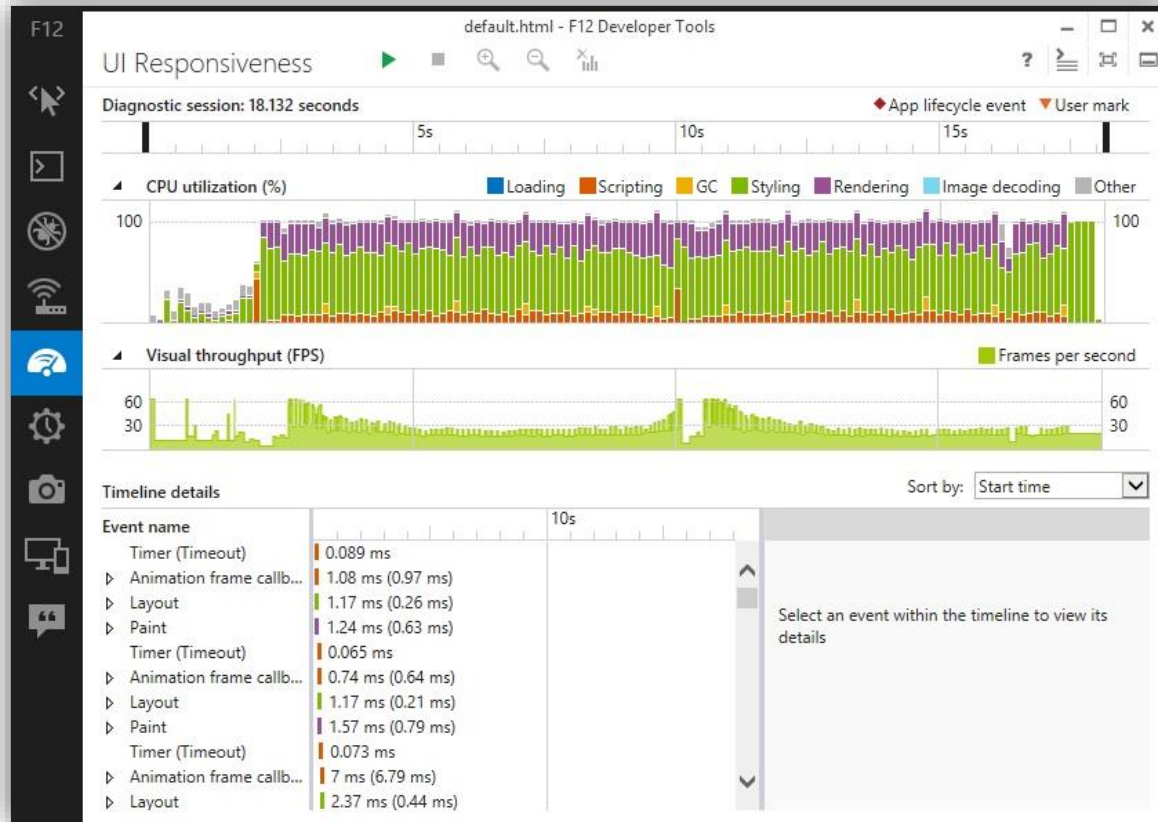 F12
default.html - F12 Developer Tools
UI Responsiveness
?
Diagnostic session: 18.132 seconds
App lifecycle event User mark
5s 10s 15s
CPU utilization (%)
Loading Scripting GC Styling Rendering Image decoding Other
100 100
Visual throughput (FPS)
Frames per second
60 60
30 30
Timeline details
Sort by: Start time
Event name 10s
Timer (Timeout) 0.089 ms
Animation frame callb... 1.08 ms (0.97 ms)
Layout 1.17 ms (0.26 ms)
Paint 1.24 ms (0.63 ms)
Timer (Timeout) 0.065 ms
Animation frame callb... 0.74 ms (0.64 ms)
Layout 1.17 ms (0.21 ms)
Paint 1.57 ms (0.79 ms)
Timer (Timeout) 0.073 ms
Animation frame callb... 7 ms (6.79 ms)
Layout 2.37 ms (0.44 ms)
Select an event within the timeline to view its
details